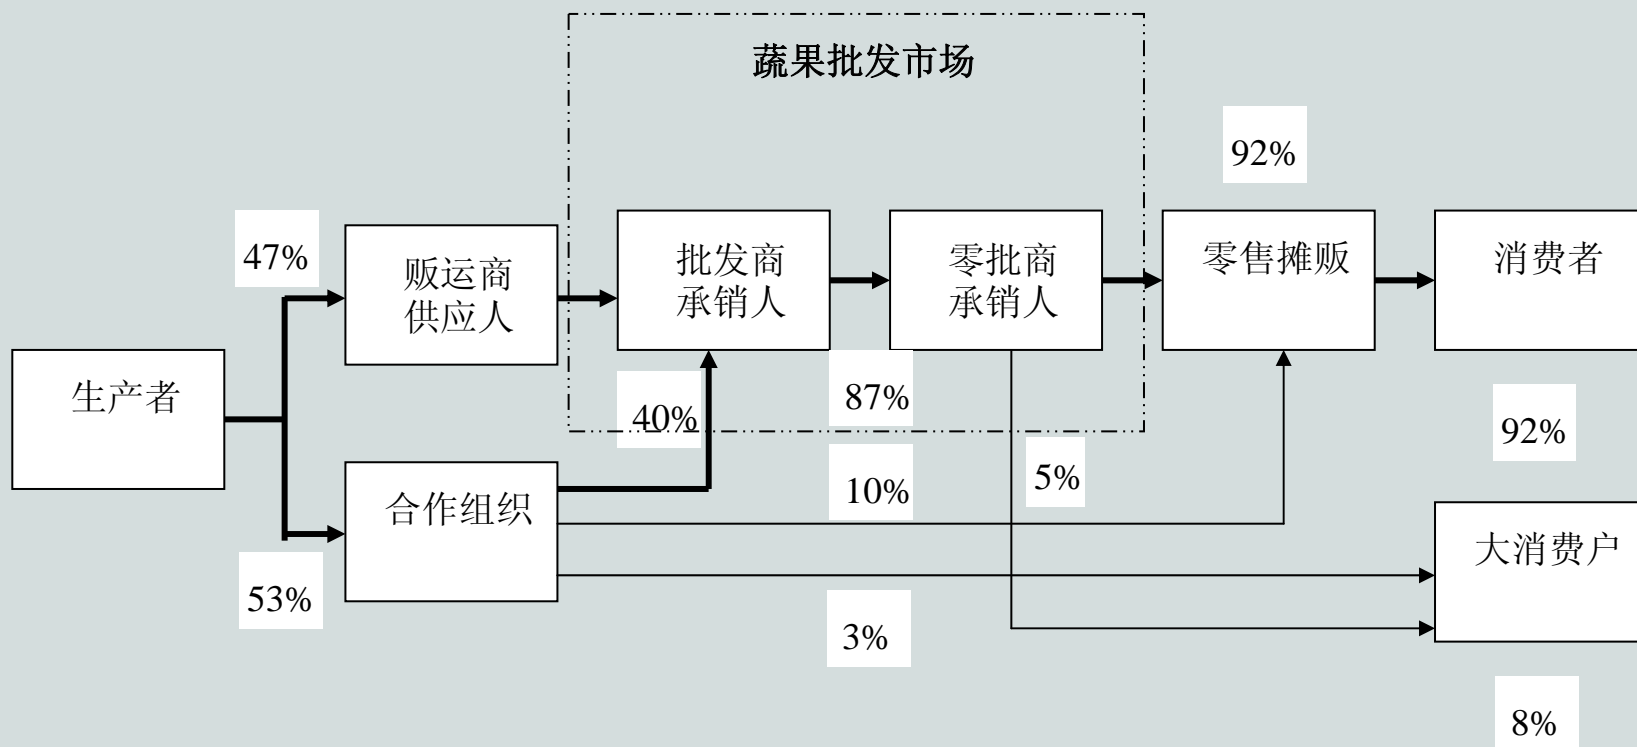 蔬果批发市场
92%
47%
贩运商
供应人
批发商
承销人
零批商
承销人
零售摊贩
消费者
生产者
40%
87%
92%
合作组织
10%
5%
53%
大消费户
3%
8%